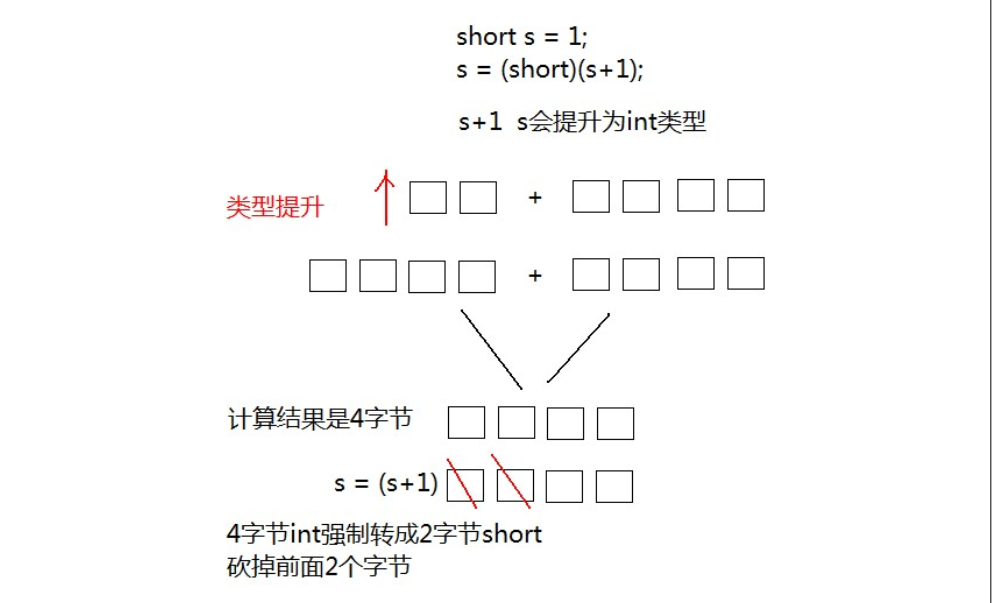 short s = 1;
s = (short)(s+1);
s+1 s会提升为int类型
类型提升
+
+
计算结果是4字节
s = (s+1)
4字节int强制转成2字节short
砍掉前面2个字节